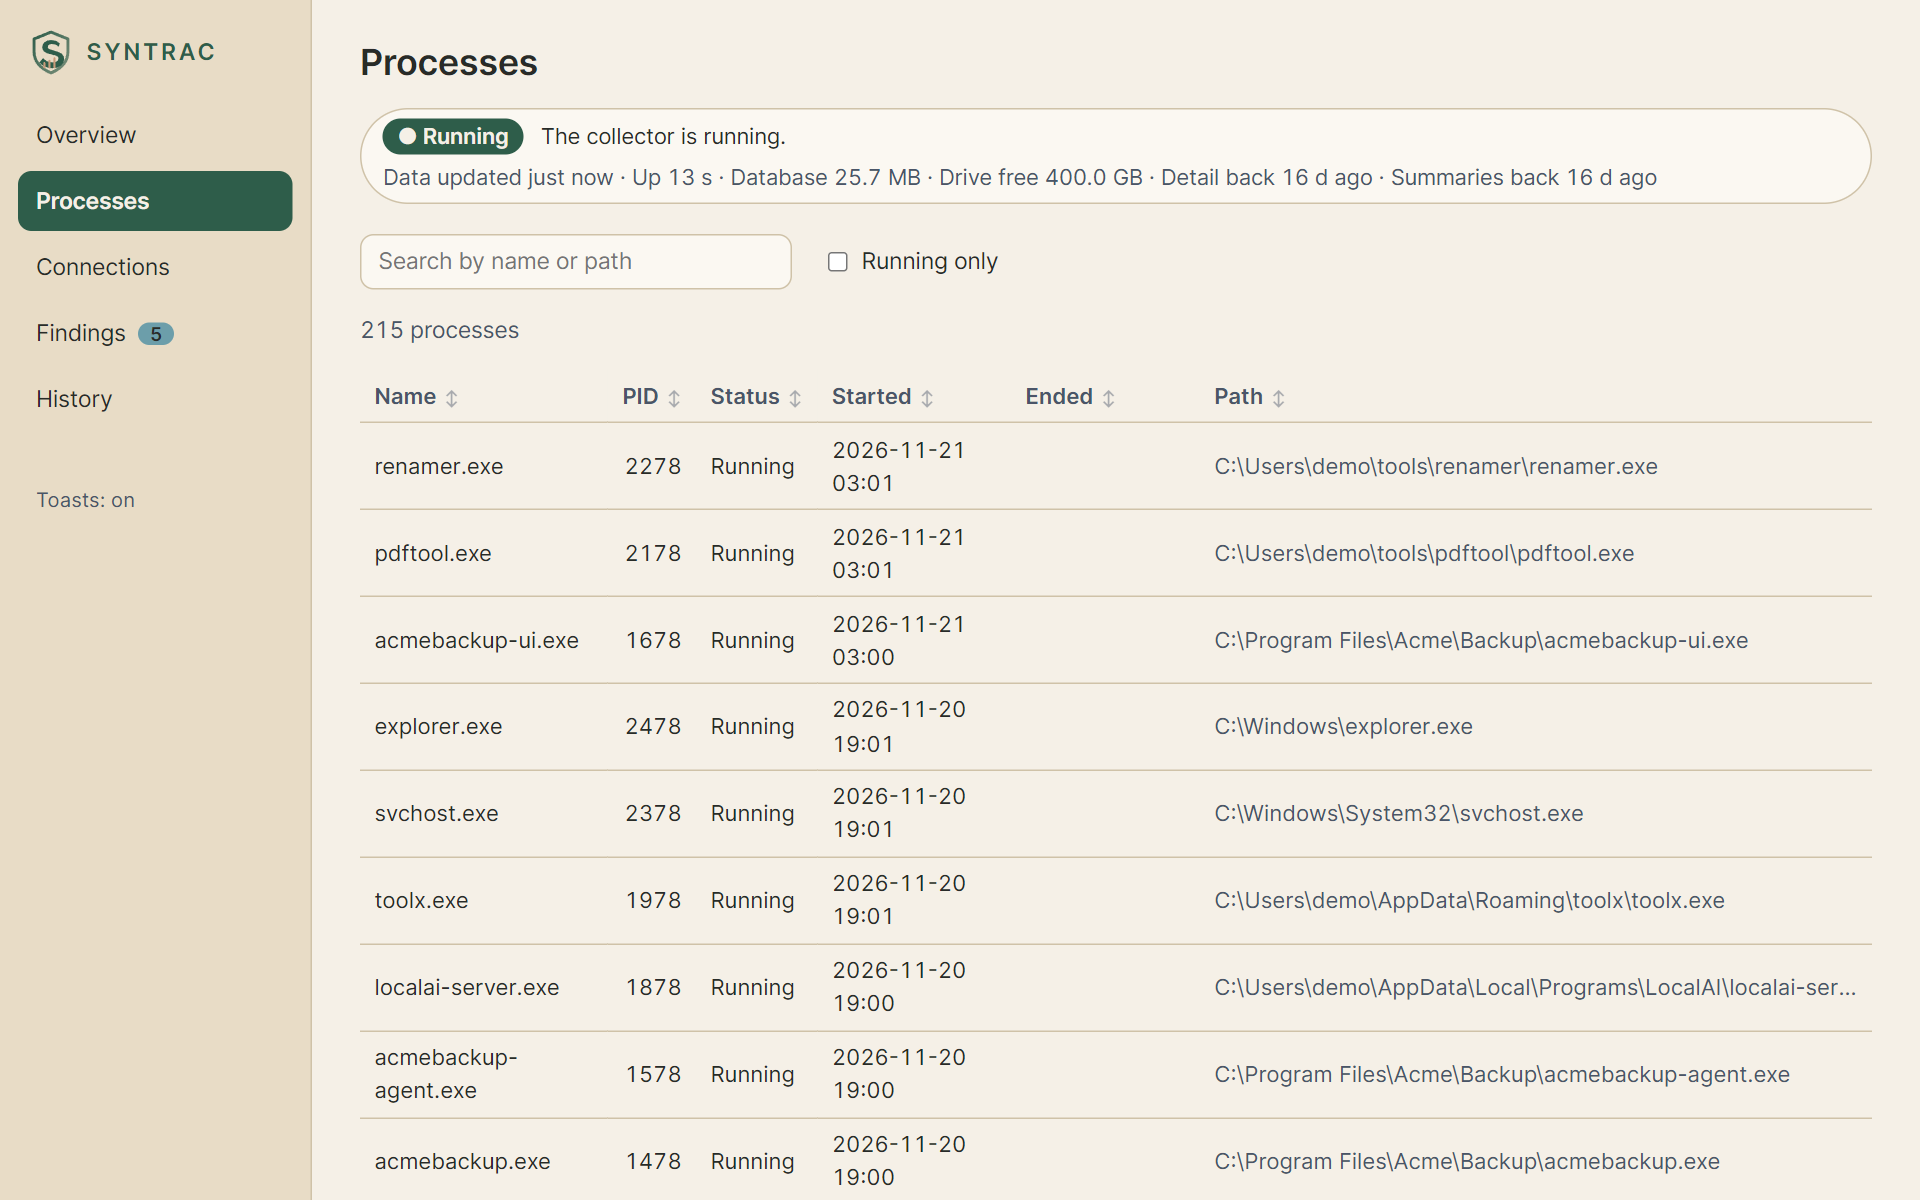 SYNTRAC
Overview
Processes
Connections
Findings 5
History
Toasts: on
Processes
Running The collector is running.
Data updated just now · Up 13 s · Database 25.7 MB · Drive free 400.0 GB · Detail back 16 d ago · Summaries back 16 d ago
Search by name or path
Running only
215 processes
Name PID Status Started Ended Path
renamer.exe 2278 Running 2026-11-21 03:01 C:\Users\demo\tools\renamer\renamer.exe
pdftool.exe 2178 Running 2026-11-21 03:01 C:\Users\demo\tools\pdftool\pdftool.exe
acmebackup-ui.exe 1678 Running 2026-11-21 03:00 C:\Program Files\Acme\Backup\acmebackup-ui.exe
explorer.exe 2478 Running 2026-11-20 19:01 C:\Windows\explorer.exe
svchost.exe 2378 Running 2026-11-20 19:01 C:\Windows\System32\svchost.exe
toolx.exe 1978 Running 2026-11-20 19:01 C:\Users\demo\AppData\Roaming\toolx\toolx.exe
localai-server.exe 1878 Running 2026-11-20 19:00 C:\Users\demo\AppData\Local\Programs\LocalAI\localai-ser...
acmebackup-agent.exe 1578 Running 2026-11-20 19:00 C:\Program Files\Acme\Backup\acmebackup-agent.exe
acmebackup.exe 1478 Running 2026-11-20 19:00 C:\Program Files\Acme\Backup\acmebackup.exe